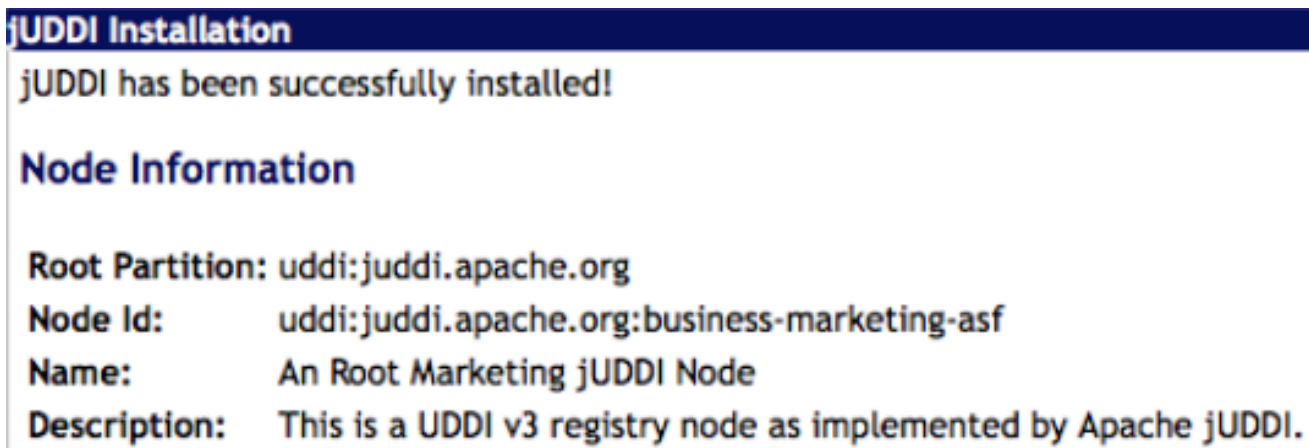 jUDDI Installation
jUDDI has been successfully installed!
Node Information
Root Partition: uddi:juddi.apache.org
Node Id: uddi:juddi.apache.org:business-marketing-asf
Name: An Root Marketing jUDDI Node
Description: This is a UDDI v3 registry node as implemented by Apache jUDDI.